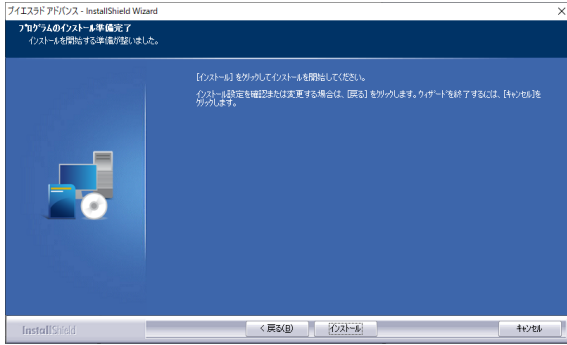 ブイエスラド アドバンス - InstallShield Wizard
プログラムのインストール準備完了
インストールを開始する準備が整いました。
[インストール] をクリックしてインストールを開始してください。
インストール設定を確認または変更する場合は、[戻る] をクリックします。ウィザードを終了するには、[キャンセル]を
クリックします。
InstallShield
< 戻る(B)
インストール
キャンセル